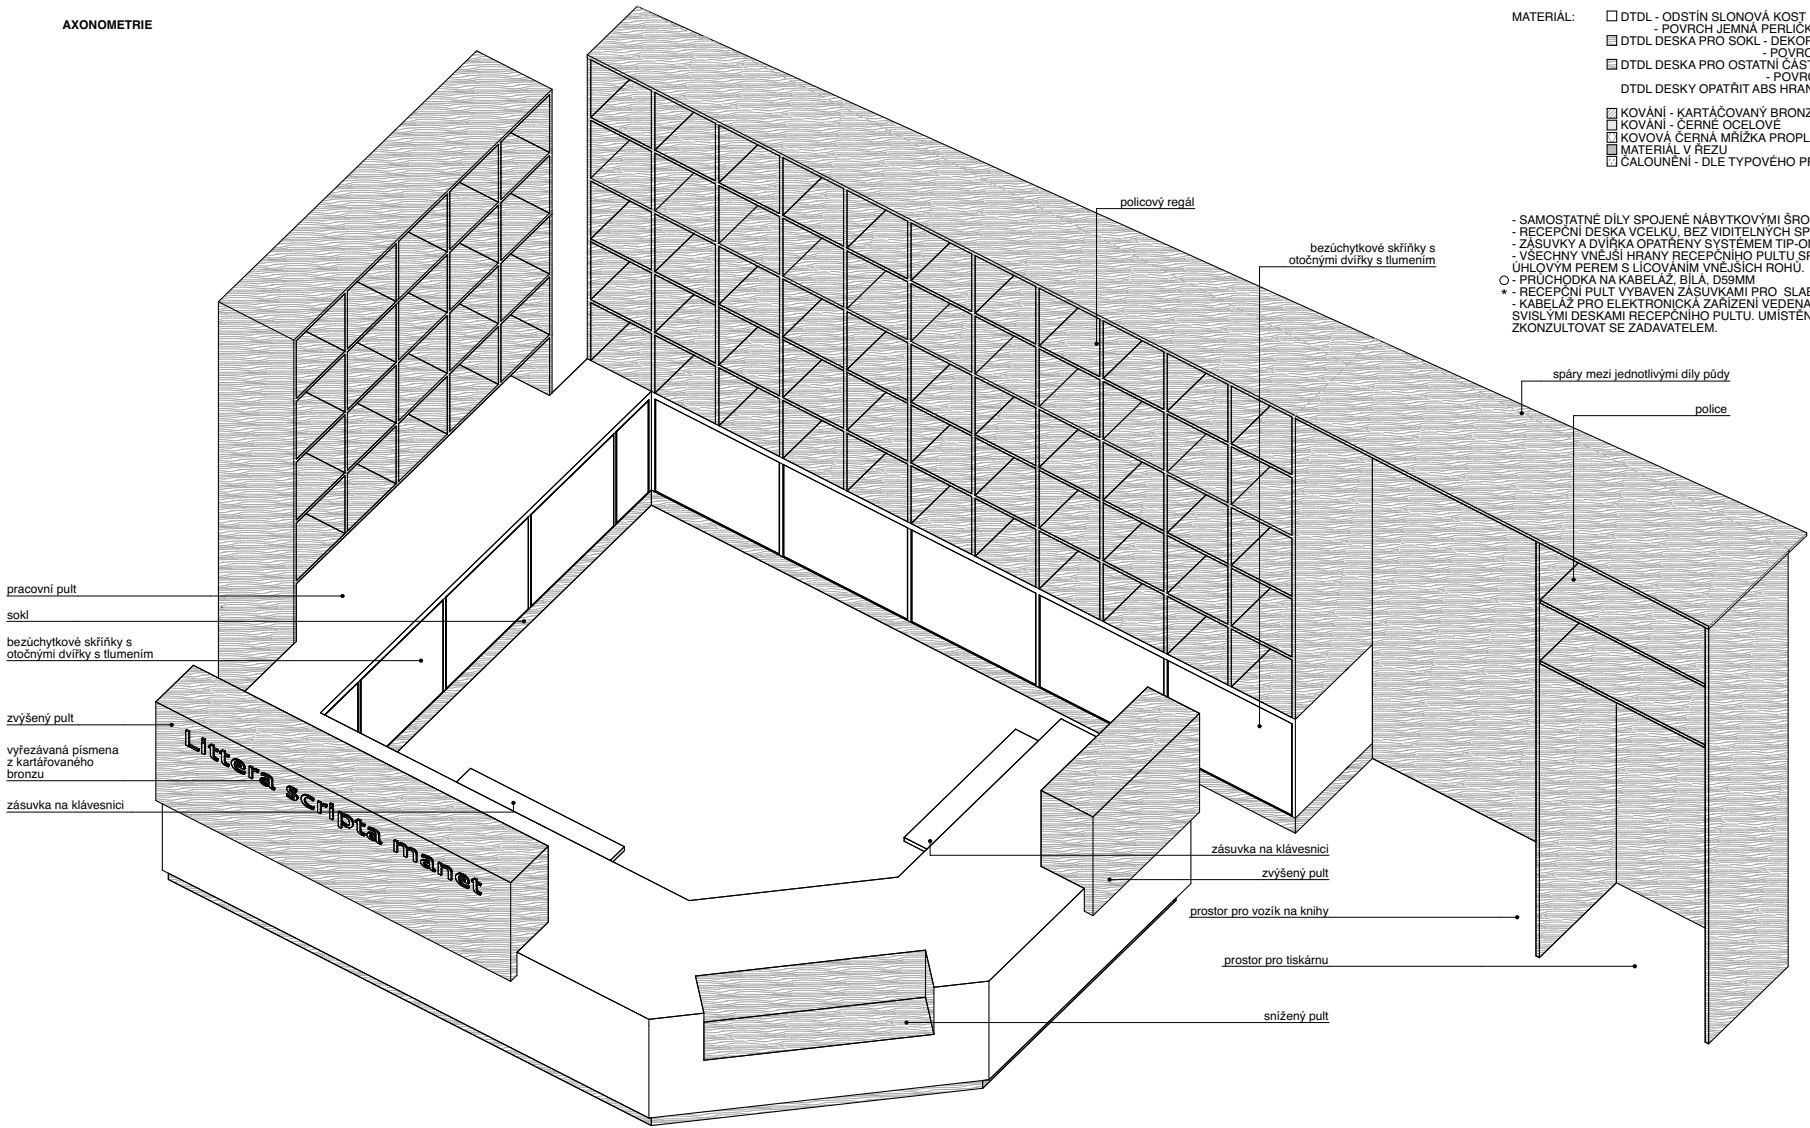 AXONOMETRIE
MATERIÁL:
DTDL - ODSTÍN SLONOVÁ KOST
- POVRCH JEMNÁ PERLIČK
DTDL DESKA PRO SOKL - DEKOR
- POVRC
DTDL DESKA PRO OSTATNÍ ČÁST
- POVRC
DTDL DESKY OPATŘIT ABS HRAN
KOVÁNÍ - KARTÁČOVANÝ BRONZ
KOVÁNÍ - ČERNÉ OCELOVÉ
KOVOVÁ ČERNÁ MŘÍŽKA PROPL
MATERIÁL V ŘEZU
ČALOUNĚNÍ - DLE TYPOVÉHO PR
- SAMOSTATNÉ DÍLY SPOJENÉ NÁBYTKOVÝMI ŠRO
- RECEPČNÍ DESKA VCELKU, BEZ VIDITELNÝCH SP
- ZÁSUVKY A DVÍŘKA OPATŘENY SYSTÉMEM TIP-ON
- VŠECHNY VNĚJŠÍ HRANY RECEPČNÍHO PULTU SP
ÚHLOVÝM PEREM S LÍCOVÁNÍM VNĚJŠÍCH ROHŮ.
- PRŮCHODKA NA KABELÁŽ, BÍLÁ, D59MM
* - RECEPČNÍ PULT VYBAVEN ZÁSUVKAMI PRO SLAB
- KABELÁŽ PRO ELEKTRONICKÁ ZAŘÍZENÍ VEDENA
SVISLÝMI DESKAMI RECEPČNÍHO PULTU. UMÍSTĚN
ZKONZULTOVAT SE ZADAVATELEM.
policový regál
bezúchytkové skříňky s
otočnými dvířky s tlumením
spáry mezi jednotlivými díly půdy
police
pracovní pult
sokl
bezúchytkové skříňky s
otočnými dvířky s tlumením
zvýšený pult
vyřezávaná písmena
z kartářovaného
bronzu
zásuvka na klávesnici
Littera scripta manet
zásuvka na klávesnici
zvýšený pult
prostor pro vozík na knihy
prostor pro tiskárnu
snížený pult